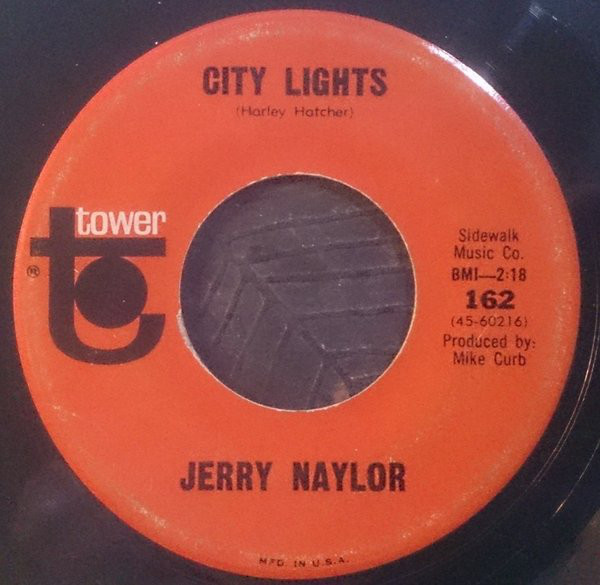 CITY LIGHTS
(Harley Hatcher)
tower
®
Sidewalk
Music Co.
BMI—2:18
162
(45-60216)
Produced by:
Mike Curb
JERRY NAYLOR
MFD. IN U.S.A.